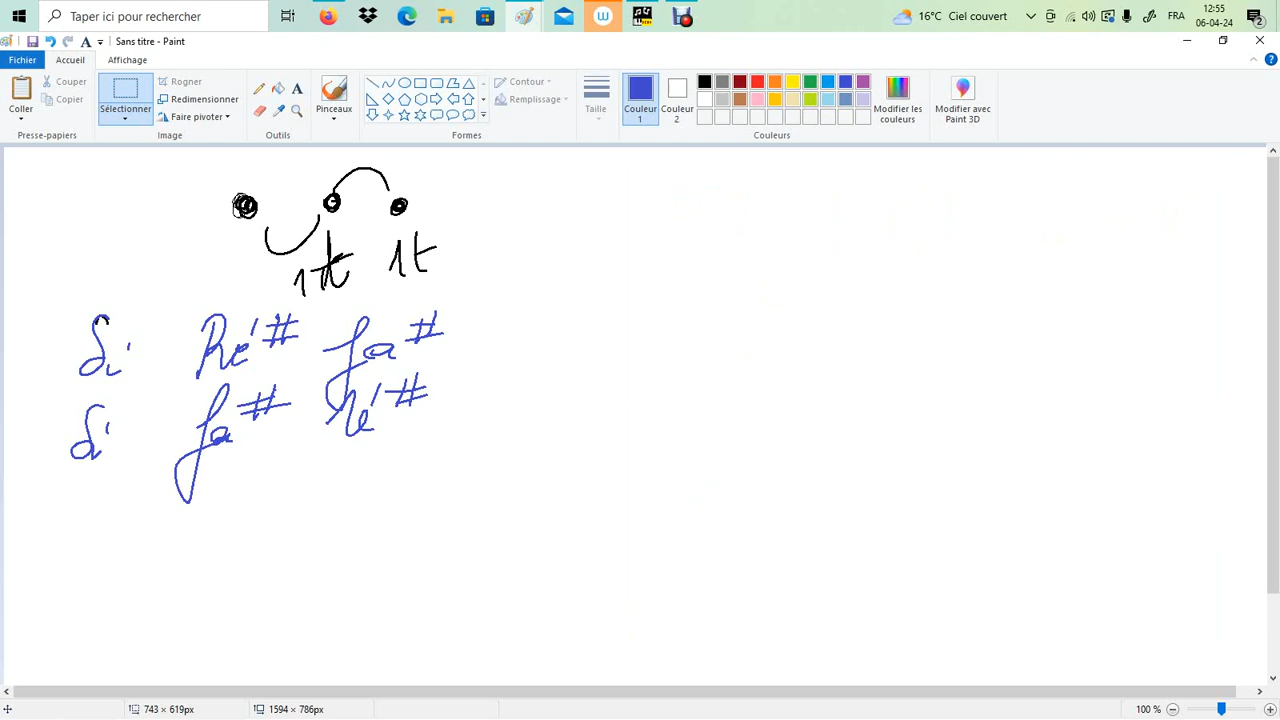 Taper ici pour rechercher
16°C Ciel couvert
FRA
12:55
06-04-24
2
Sans titre - Paint
Fichier Accueil Affichage
Coller
Couper
Copier
Presse-papiers
Sélectionner
Rogner
Redimensionner
Faire pivoter
Image
Outils
Pinceaux
Contour
Remplissage
Formes
Taille
Couleur 1
Couleur 2
Modifier les couleurs
Couleurs
Modifier avec Paint 3D
1t 1t
Si Ré# fa#
Si fa# ré#
743 × 619px
1594 × 786px
100 %